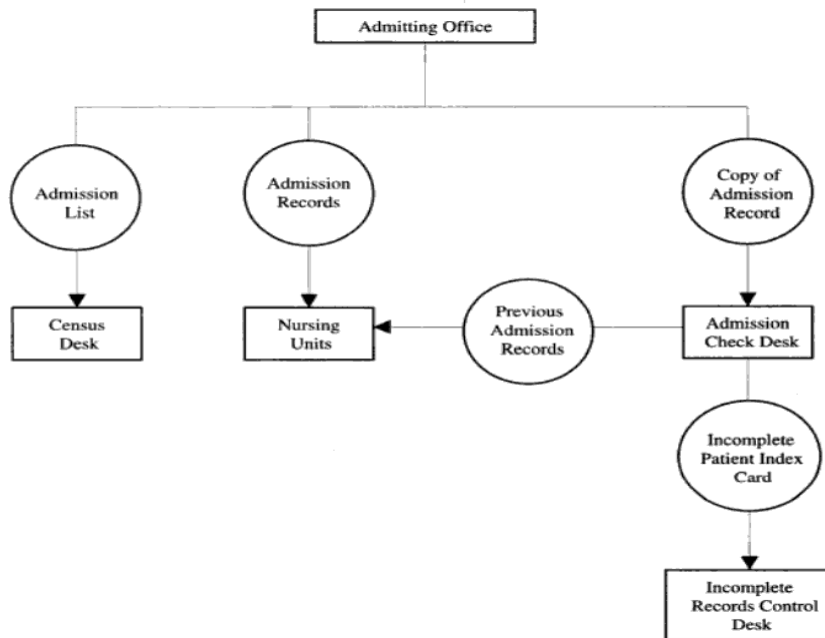 Admitting Office
Admission
List
Admission
Records
Copy of
Admission
Record
Census
Desk
Nursing
Units
Previous
Admission
Records
Admission
Check Desk
Incomplete
Patient Index
Card
Incomplete
Records Control
Desk